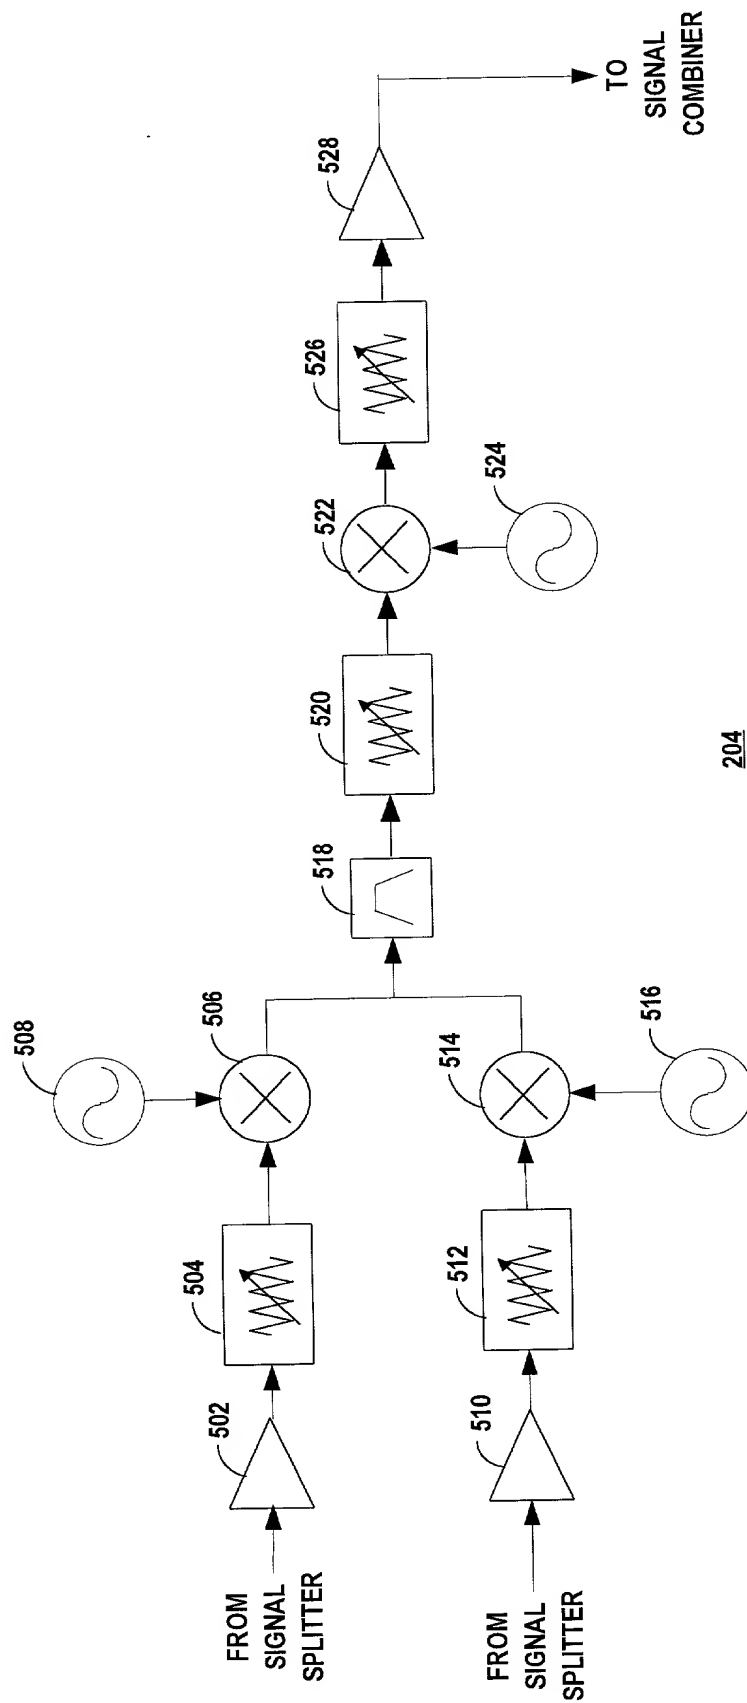 FROM
SIGNAL
SPLITTER
502
504
506
508
FROM
SIGNAL
SPLITTER
510
512
514
516
518
520
522
524
526
528
TO
SIGNAL
COMBINER
204